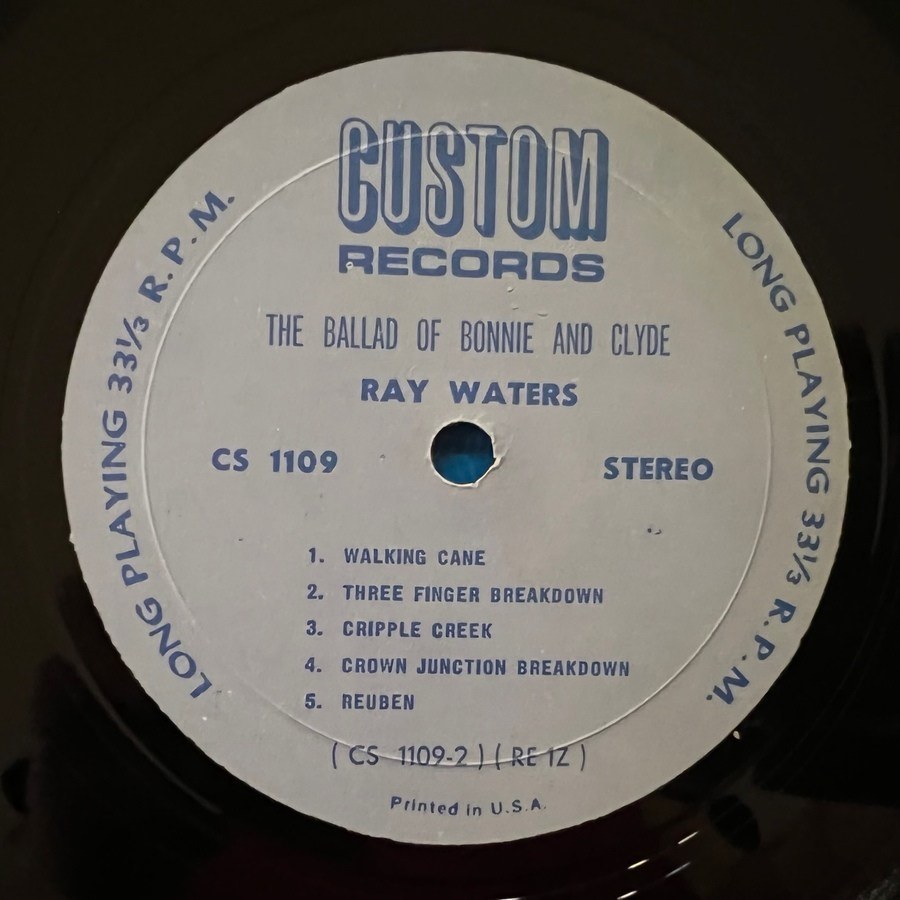 CUSTOM
RECORDS
THE BALLAD OF BONNIE AND CLYDE
RAY WATERS
CS 1109
STEREO
1. WALKING CANE
2. THREE FINGER BREAKDOWN
3. CRIPPLE CREEK
4. CROWN JUNCTION BREAKDOWN
5. REUBEN
( CS 1109-2 ) ( RE 1Z )
Printed in U.S.A.
LONG PLAYING 33⅓ R.P.M.
LONG PLAYING 33⅓ R.P.M.